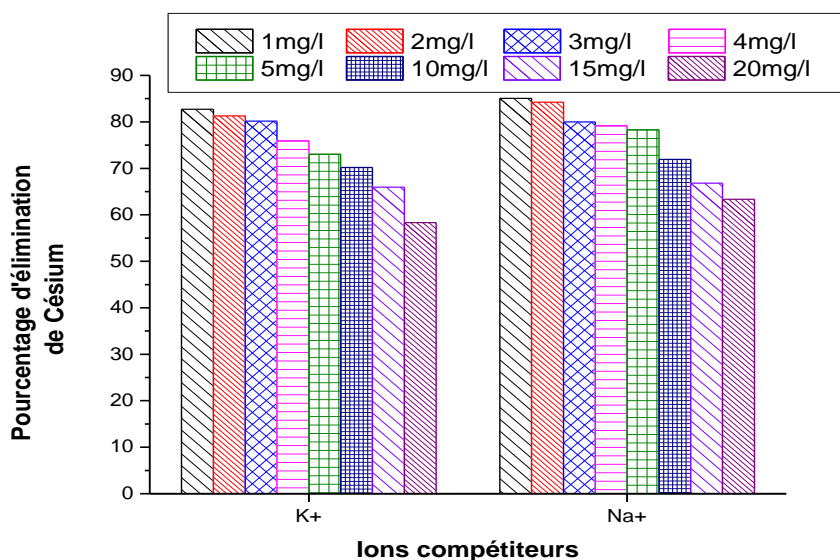 1mg/l 2mg/l 3mg/l 4mg/l
5mg/l 10mg/l 15mg/l 20mg/l
90
80
70
60
50
40
30
20
10
0
Pourcentage d'élimination
de Césium
K+ Na+
Ions compétiteurs